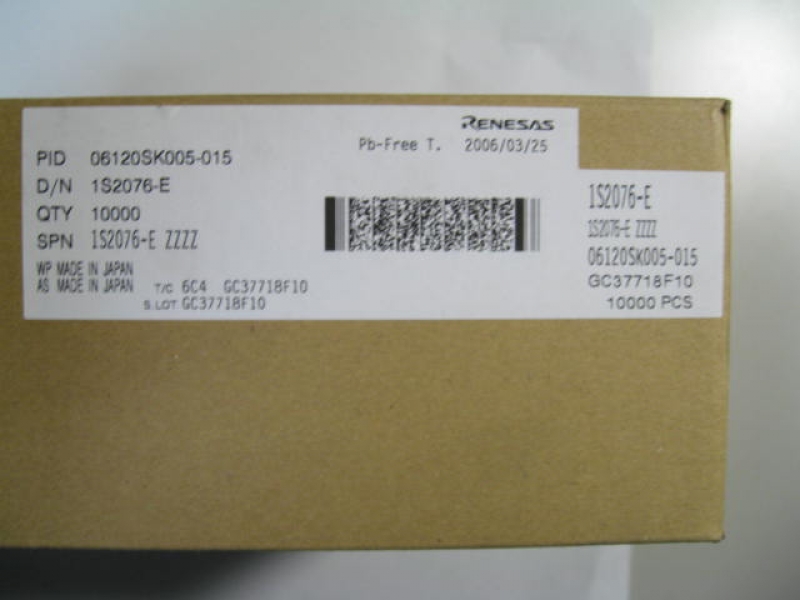 RENESAS
Pb-Free T. 2006/03/25
PID 06120SK005-015
D/N 1S2076-E
QTY 10000
SPN 1S2076-E ZZZZ
WP MADE IN JAPAN
AS MADE IN JAPAN T/C 6C4 GC37718F10
S.LOT GC37718F10
1S2076-E
1S2076-E ZZZZ
06120SK005-015
GC37718F10
10000 PCS